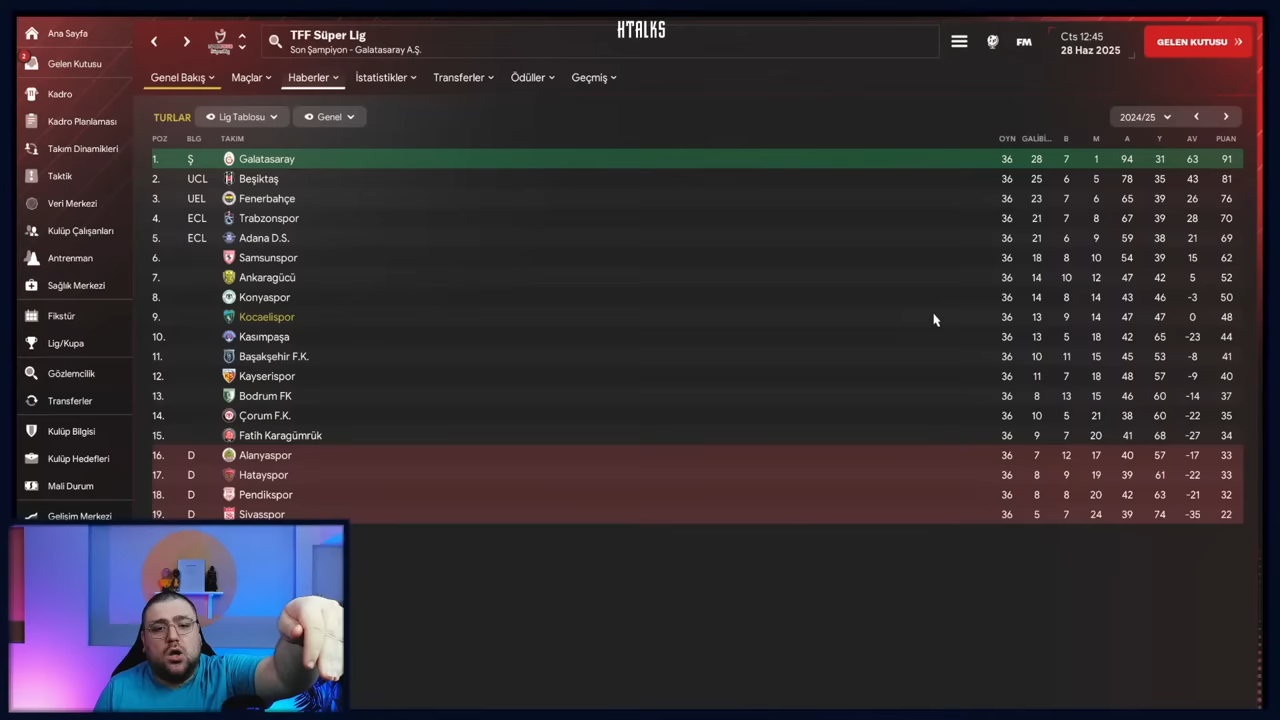 HTALKS
Ana Sayfa
2
Gelen Kutusu
Kadro
Kadro Planlaması
Takım Dinamikleri
Taktik
Veri Merkezi
Kulüp Çalışanları
Antrenman
Sağlık Merkezi
Fikstür
Lig/Kupa
Gözlemcilik
Transferler
Kulüp Bilgisi
Kulüp Hedefleri
Mali Durum
Gelişim Merkezi
TFF Süper Lig
Son Şampiyon - Galatasaray A.Ş.
FM
Cts 12:45
28 Haz 2025
GELEN KUTUSU
Genel Bakış Maçlar Haberler İstatistikler Transferler Ödüller Geçmiş
TURLAR Lig Tablosu Genel 2024/25
POZ BLG TAKIM OYN GALİBİ... B M A Y AV PUAN
1. Ş Galatasaray 36 28 7 1 94 31 63 91
2. UCL Beşiktaş 36 25 6 5 78 35 43 81
3. UEL Fenerbahçe 36 23 7 6 65 39 26 76
4. ECL Trabzonspor 36 21 7 8 67 39 28 70
5. ECL Adana D.S. 36 21 6 9 59 38 21 69
6. Samsunspor 36 18 8 10 54 39 15 62
7. Ankaragücü 36 14 10 12 47 42 5 52
8. Konyaspor 36 14 8 14 43 46 -3 50
9. Kocaelispor 36 13 9 14 47 47 0 48
10. Kasımpaşa 36 13 5 18 42 65 -23 44
11. Başakşehir F.K. 36 10 11 15 45 53 -8 41
12. Kayserispor 36 11 7 18 48 57 -9 40
13. Bodrum FK 36 8 13 15 46 60 -14 37
14. Çorum F.K. 36 10 5 21 38 60 -22 35
15. Fatih Karagümrük 36 9 7 20 41 68 -27 34
16. D Alanyaspor 36 7 12 17 40 57 -17 33
17. D Hatayspor 36 8 9 19 39 61 -22 33
18. D Pendikspor 36 8 8 20 42 63 -21 32
19. D Sivasspor 36 5 7 24 39 74 -35 22